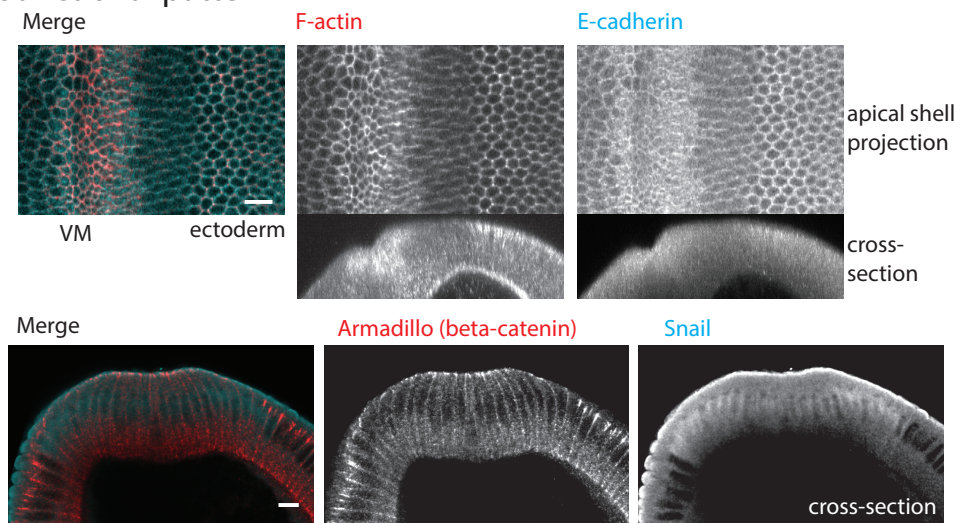 Merge
F-actin
E-cadherin
apical shell
projection
VM
ectoderm
cross-
section
Merge
Armadillo (beta-catenin)
Snail
cross-section